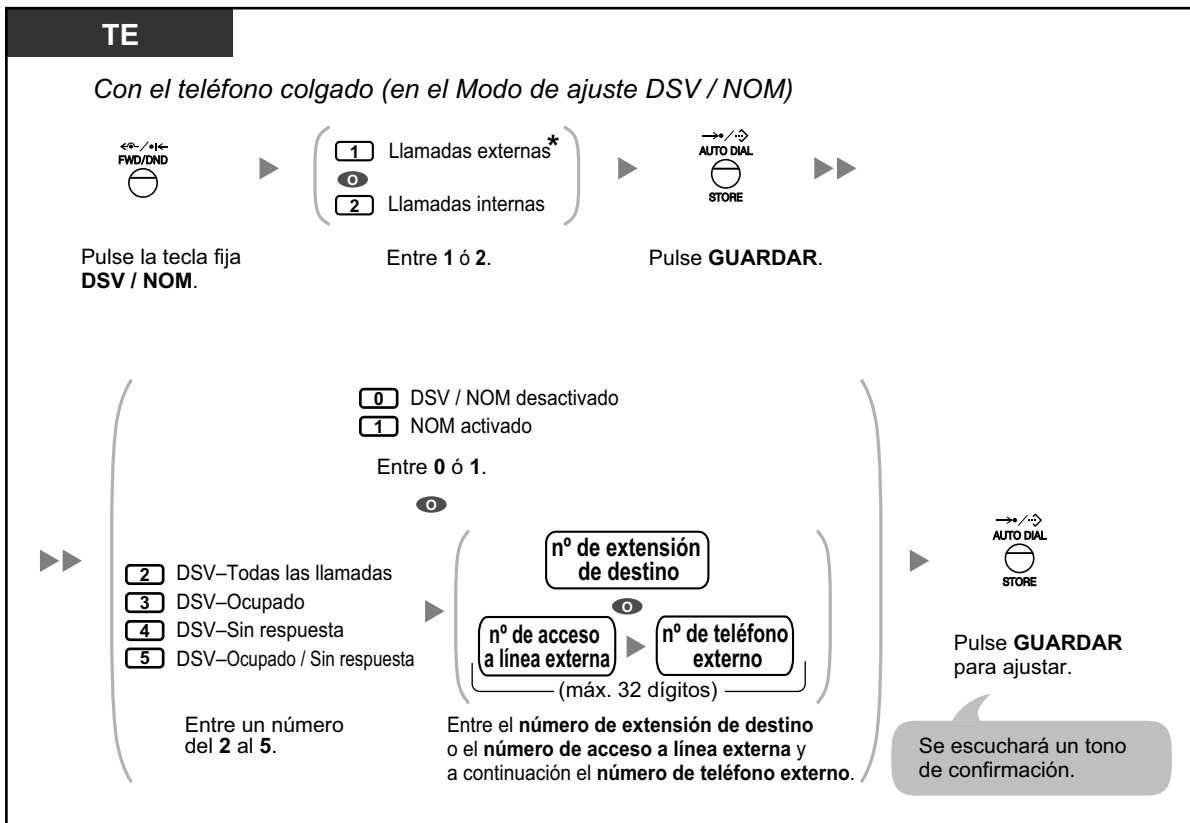 TE
Con el teléfono colgado (en el Modo de ajuste DSV / NOM)
FWD/DND
1 Llamadas externas*
o
2 Llamadas internas
AUTO DIAL
STORE
Pulse la tecla fija
DSV / NOM.
Entre 1 ó 2.
Pulse GUARDAR.
0 DSV / NOM desactivado
1 NOM activado
Entre 0 ó 1.
o
2 DSV–Todas las llamadas
3 DSV–Ocupado
4 DSV–Sin respuesta
5 DSV–Ocupado / Sin respuesta
Entre un número
del 2 al 5.
nº de extensión
de destino
o
nº de acceso
a línea externa
nº de teléfono
externo
(máx. 32 dígitos)
Entre el número de extensión de destino
o el número de acceso a línea externa y
a continuación el número de teléfono externo.
AUTO DIAL
STORE
Pulse GUARDAR
para ajustar.
Se escuchará un tono
de confirmación.